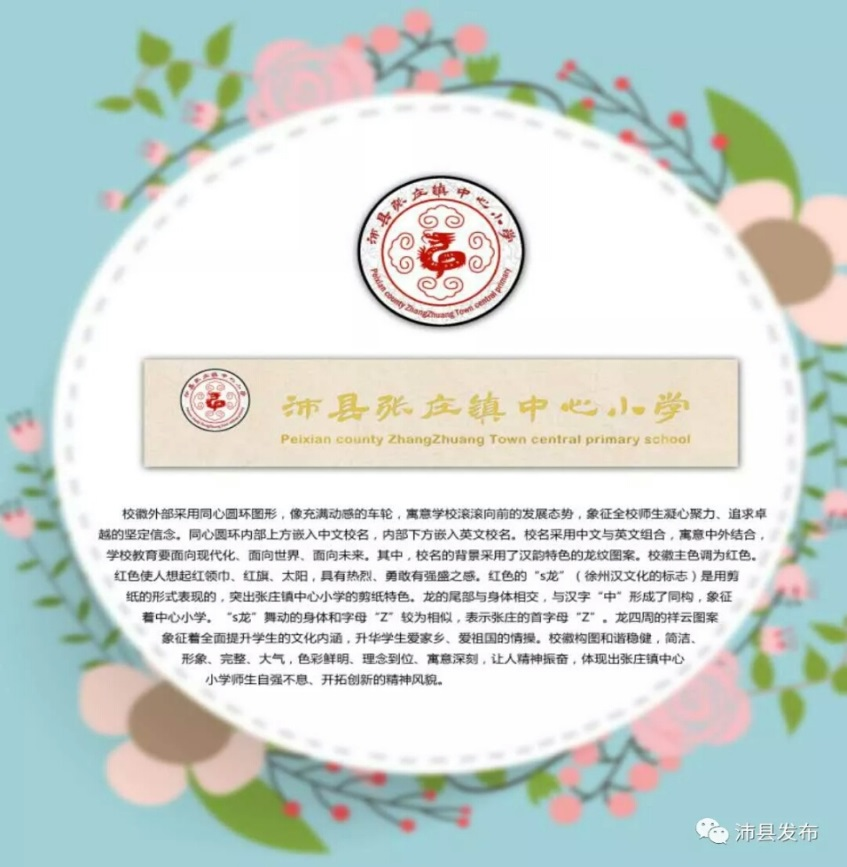 沛县张庄镇中心小学
Peixian county ZhangZhuang Town central primary
沛县张庄镇中心小学
Peixian county ZhangZhuang Town central primary school
校徽外部采用同心圆环图形，像充满动感的车轮，寓意学校滚滚向前的发展态势，象征全校师生凝心聚力、追求卓
越的坚定信念。同心圆环内部上方嵌入中文校名，内部下方嵌入英文校名。校名采用中文与英文组合，寓意中外结合，
学校教育要面向现代化、面向世界、面向未来。其中，校名的背景采用了汉韵特色的龙纹图案。校徽主色调为红色。
红色使人想起红领巾、红旗、太阳，具有热烈、勇敢有强盛之感。红色的“s龙”（徐州汉文化的标志）是用剪
纸的形式表现的，突出张庄镇中心小学的剪纸特色。龙的尾部与身体相交，与汉字“中”形成了同构，象征
着中心小学。“s龙”舞动的身体和字母“Z”较为相似，表示张庄的首字母“Z”。龙四周的祥云图案
象征着全面提升学生的文化内涵，升华学生爱家乡、爱祖国的情操。校徽构图和谐稳健，简洁、
形象、完整、大气，色彩鲜明、理念到位、寓意深刻，让人精神振奋，体现出张庄镇中心
小学师生自强不息、开拓创新的精神风貌。
沛县发布